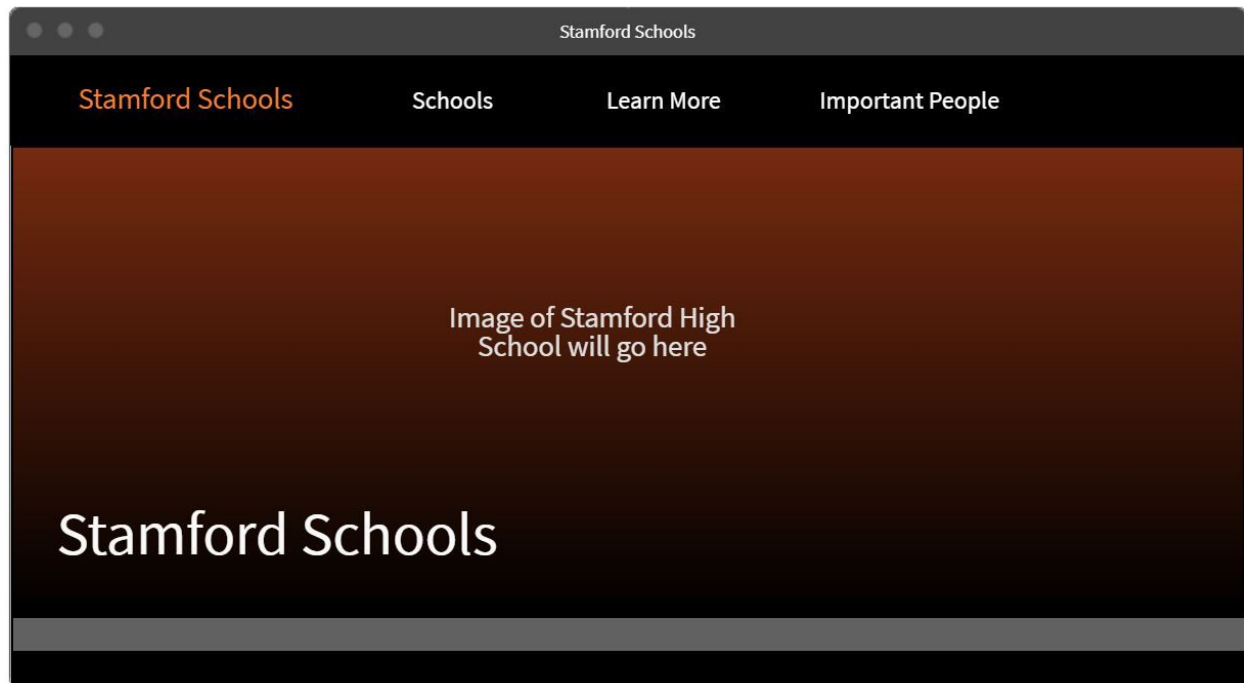 Stamford Schools
Stamford Schools
Schools
Learn More
Important People
Image of Stamford High
School will go here
Stamford Schools